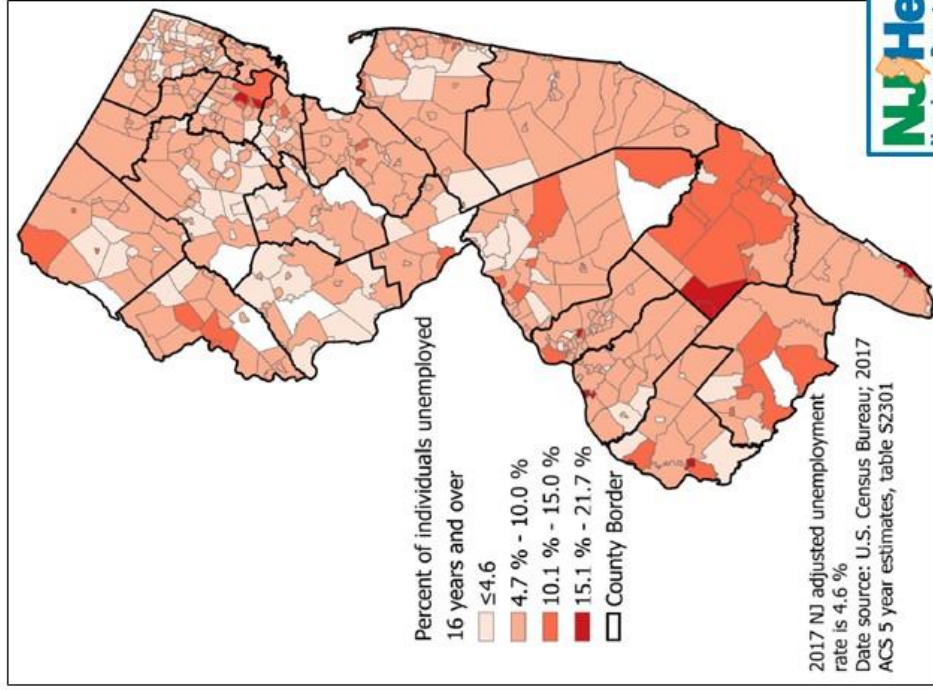 Percent of individuals unemployed
16 years and over
≤4.6
4.7 % - 10.0 %
10.1 % - 15.0 %
15.1 % - 21.7 %
County Border
2017 NJ adjusted unemployment
rate is 4.6 %
Date source: U.S. Census Bureau; 2017
ACS 5 year estimates, table S2301
NJ He